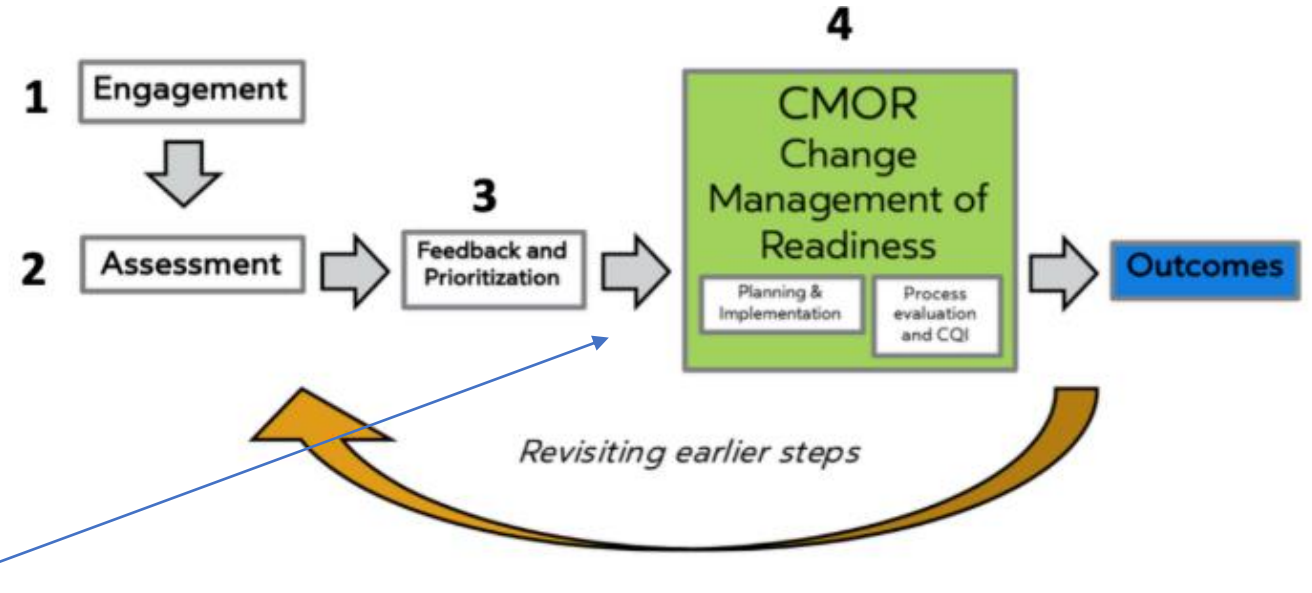 4
1
Engagement
CMOR
Change
Management of
Readiness
3
2
Assessment
Feedback and
Prioritization
Planning &
Implementation
Process
evaluation
and CQI
Outcomes
Revisiting earlier steps